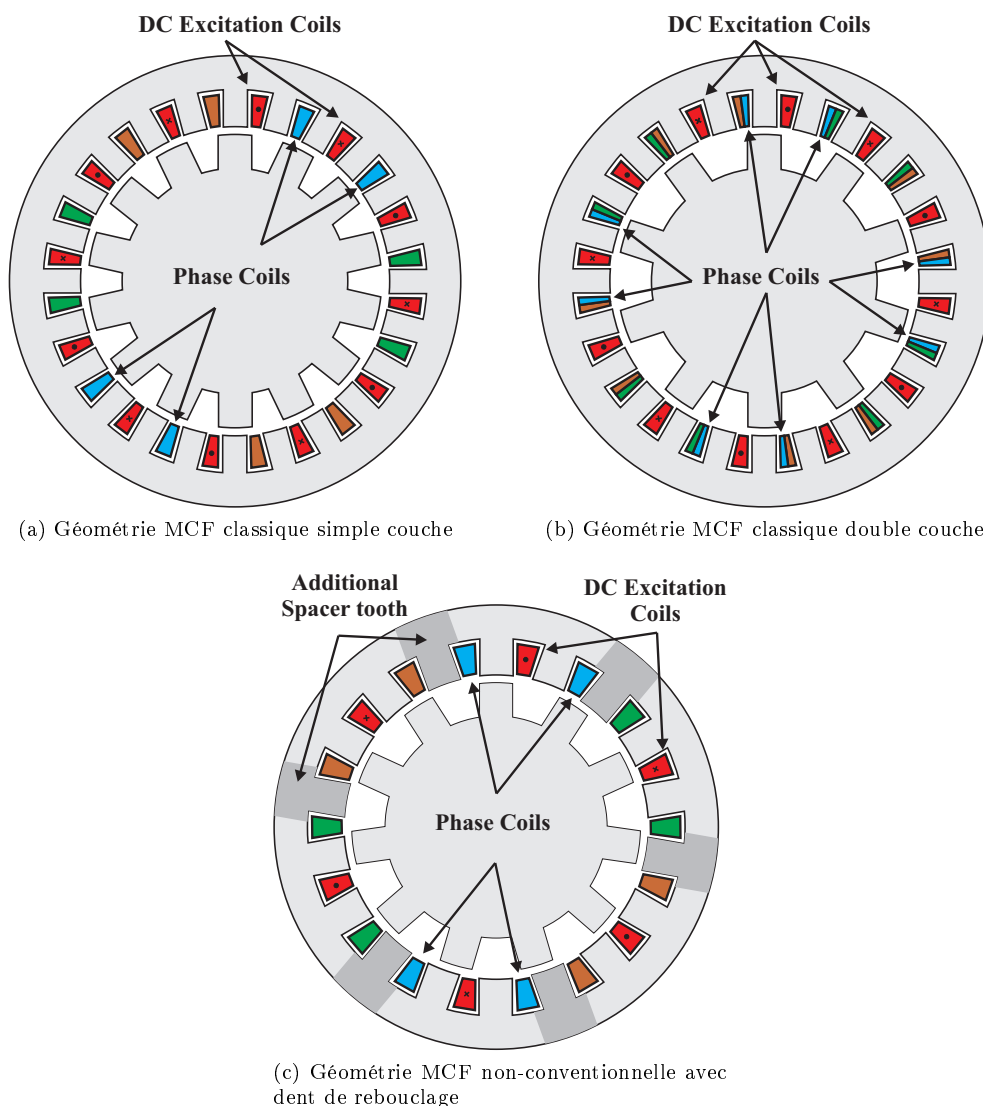 DC Excitation Coils
Phase Coils
(a) Géométrie MCF classique simple couche
DC Excitation Coils
Phase Coils
(b) Géométrie MCF classique double couche
Additional
Spacer tooth
DC Excitation
Coils
Phase Coils
(c) Géométrie MCF non-conventionnelle avec
dent de rebouclage